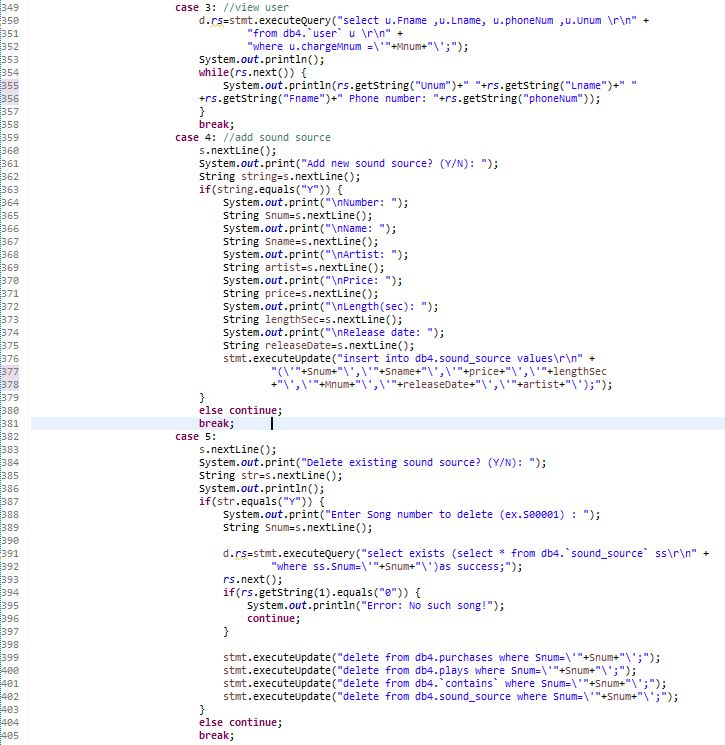 349 case 3: //view user
350 d.rs=stmt.executeQuery("select u.Fname ,u.Lname, u.phoneNum ,u.Unum \r\n" +
351 "from db4.`user` u \r\n" +
352 "where u.chargeMnum =\'"+Mnum+"\';");
353 System.out.println();
354 while(rs.next()) {
355 System.out.println(rs.getString("Unum")+" "+rs.getString("Lname")+" "
356 +rs.getString("Fname")+" Phone number: "+rs.getString("phoneNum"));
357 }
358 break;
359 case 4: //add sound source
360 s.nextLine();
361 System.out.print("Add new sound source? (Y/N): ");
362 String string=s.nextLine();
363 if(string.equals("Y")) {
364 System.out.print("\nNumber: ");
365 String Snum=s.nextLine();
366 System.out.print("\nName: ");
367 String Sname=s.nextLine();
368 System.out.print("\nArtist: ");
369 String artist=s.nextLine();
370 System.out.print("\nPrice: ");
371 String price=s.nextLine();
372 System.out.print("\nLength(sec): ");
373 String lengthSec=s.nextLine();
374 System.out.print("\nRelease date: ");
375 String releaseDate=s.nextLine();
376 stmt.executeUpdate("insert into db4.sound_source values\r\n" +
377 "(\'"+Snum+"\',\'"+Sname+"\',\'"+price+"\',\'"+lengthSec
378 +"\',\'"+Mnum+"\',\'"+releaseDate+"\',\'"+artist+"\');");
379 }
380 else continue;
381 break;
382 case 5:
383 s.nextLine();
384 System.out.print("Delete existing sound source? (Y/N): ");
385 String str=s.nextLine();
386 System.out.println();
387 if(str.equals("Y")) {
388 System.out.print("Enter Song number to delete (ex.S00001) : ");
389 String Snum=s.nextLine();
390
391 d.rs=stmt.executeQuery("select exists (select * from db4.`sound_source` ss\r\n" +
392 "where ss.Snum=\'"+Snum+"\')as success;");
393 rs.next();
394 if(rs.getString(1).equals("0")) {
395 System.out.println("Error: No such song!");
396 continue;
397 }
398
399 stmt.executeUpdate("delete from db4.purchases where Snum=\'"+Snum+"\';");
400 stmt.executeUpdate("delete from db4.plays where Snum=\'"+Snum+"\';");
401 stmt.executeUpdate("delete from db4.`contains` where Snum=\'"+Snum+"\';");
402 stmt.executeUpdate("delete from db4.sound_source where Snum=\'"+Snum+"\';");
403 }
404 else continue;
405 break;